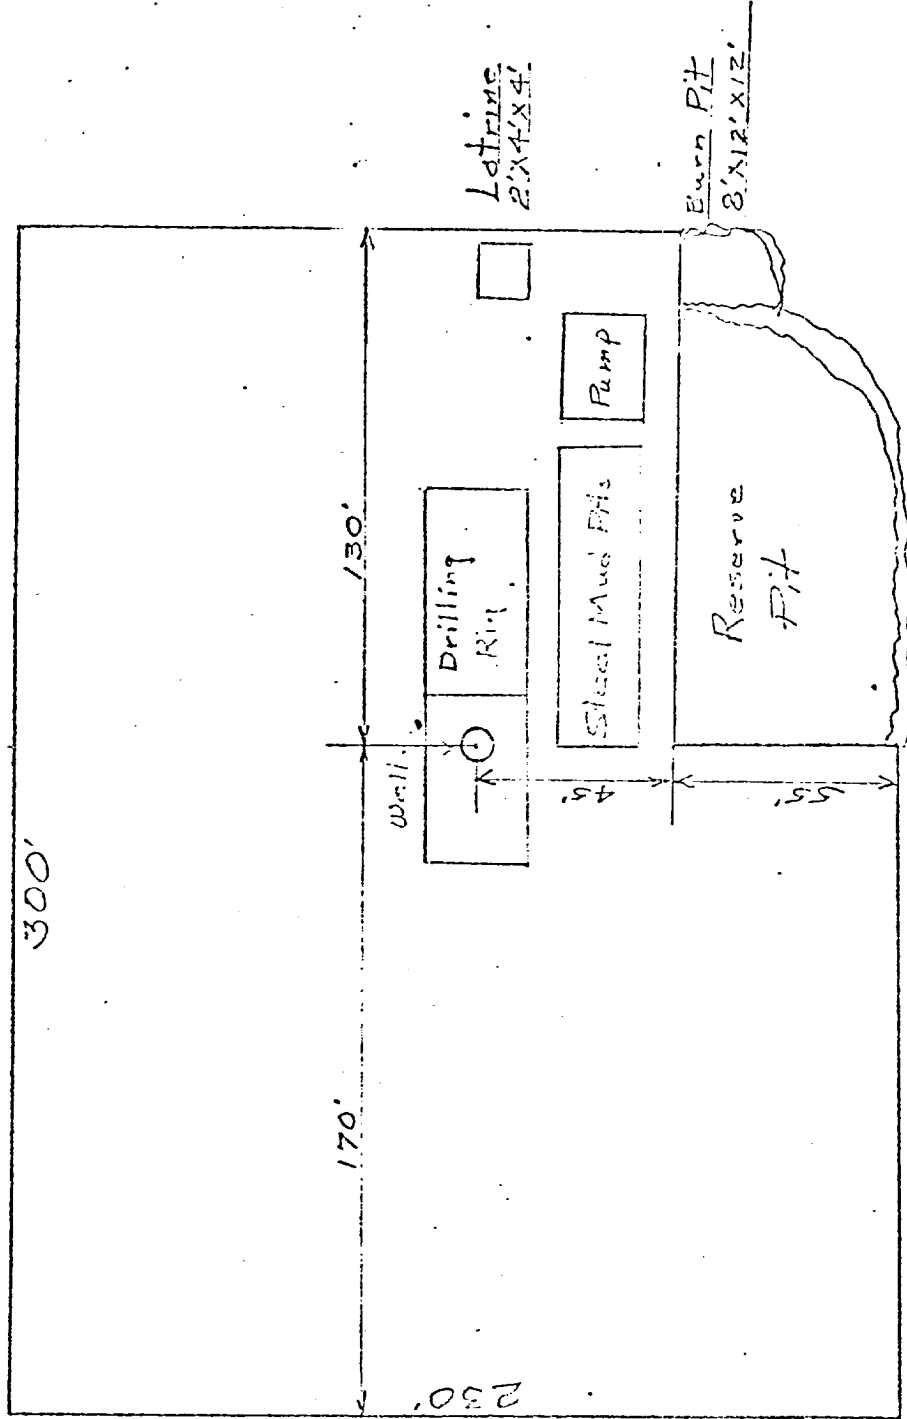 300'
130'
170'
230'
Latrine
2'X4'X4'
Burn Pit
8'X12'X12'
Pump
Drilling
Rig
Steel Mud Pits
Well
45'
55'
Reserve
Pit